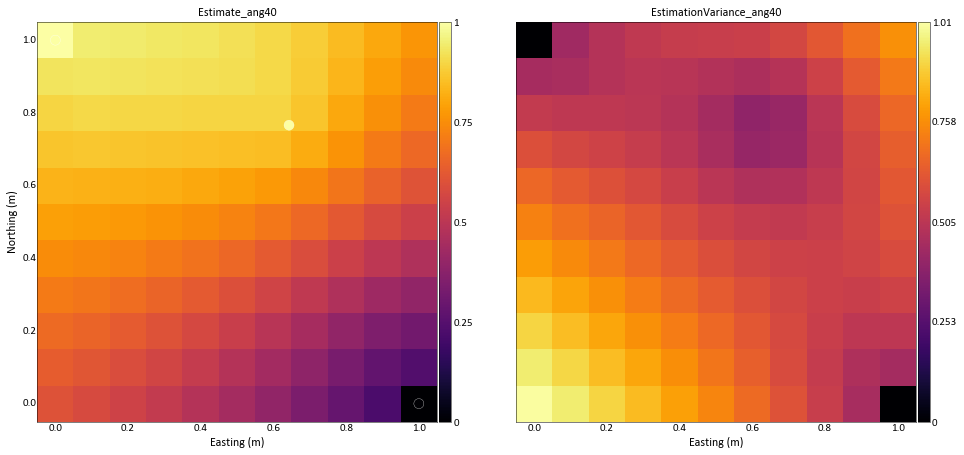 Estimate_ang40
EstimationVariance_ang40
1.0
0.8
0.6
0.4
0.2
0.0
Northing (m)
0.0 0.2 0.4 0.6 0.8 1.0
Easting (m)
1
0.75
0.5
0.25
0
0.0 0.2 0.4 0.6 0.8 1.0
Easting (m)
1.01
0.758
0.505
0.253
0